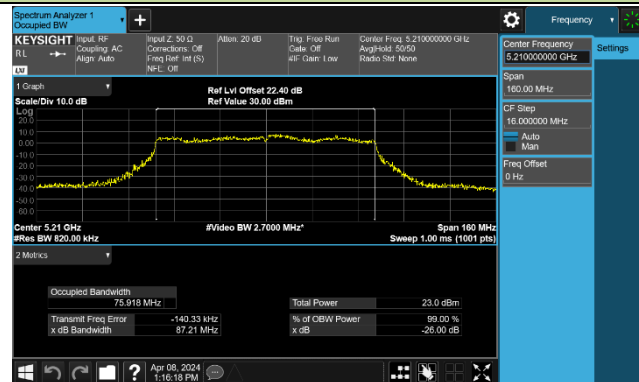 Spectrum Analyzer 1
Occupied BW
Frequency
KEYSIGHT
RL
LXI
Input: RF
Coupling: AC
Align: Auto
Input Z: 50 Ω
Corrections: Off
Freq Ref: Int (S)
NFE: Off
Atten: 20 dB
Trig: Free Run
Gate: Off
#IF Gain: Low
Center Freq: 5.210000000 GHz
Avg|Hold: 50/50
Radio Std: None
Center Frequency
5.210000000 GHz
Settings
Span
160.00 MHz
CF Step
16.000000 MHz
Auto
Man
Freq Offset
0 Hz
1 Graph
Scale/Div 10.0 dB
Ref Lvl Offset 22.40 dB
Ref Value 30.00 dBm
Log
20.0
10.0
0.00
-10.0
-20.0
-30.0
-40.0
-50.0
-60.0
Center 5.21 GHz
#Res BW 820.00 kHz
#Video BW 2.7000 MHz*
Span 160 MHz
Sweep 1.00 ms (1001 pts)
2 Metrics
Occupied Bandwidth
75.918 MHz
Total Power
23.0 dBm
Transmit Freq Error
-140.33 kHz
% of OBW Power
99.00 %
x dB Bandwidth
87.21 MHz
x dB
-26.00 dB
?
Apr 08, 2024
1:16:18 PM